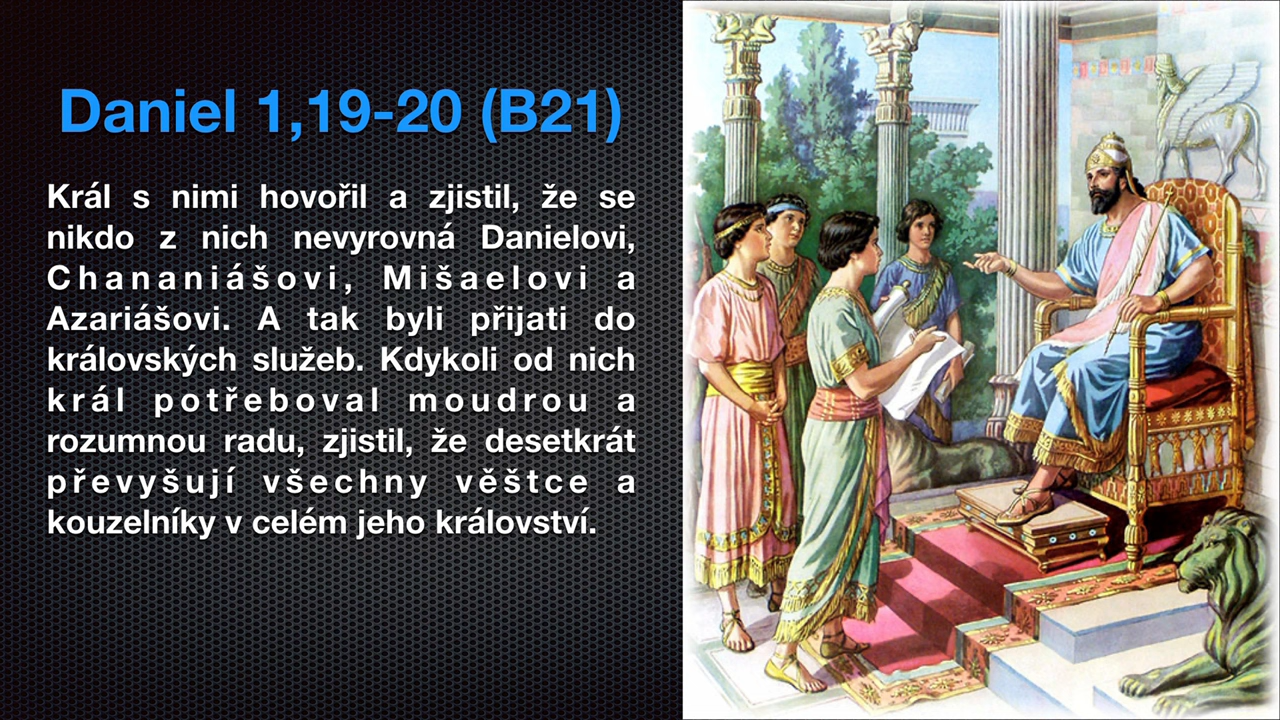 Daniel 1,19-20 (B21)
Král s nimi hovořil a zjistil, že se
nikdo z nich nevyrovná Danielovi,
Chananiášovi, Mišaelovi a
Azariášovi. A tak byli přijati do
královských služeb. Kdykoli od nich
král potřeboval moudrou a
rozumnou radu, zjistil, že desetkrát
převyšují všechny věštce a
kouzelníky v celém jeho království.